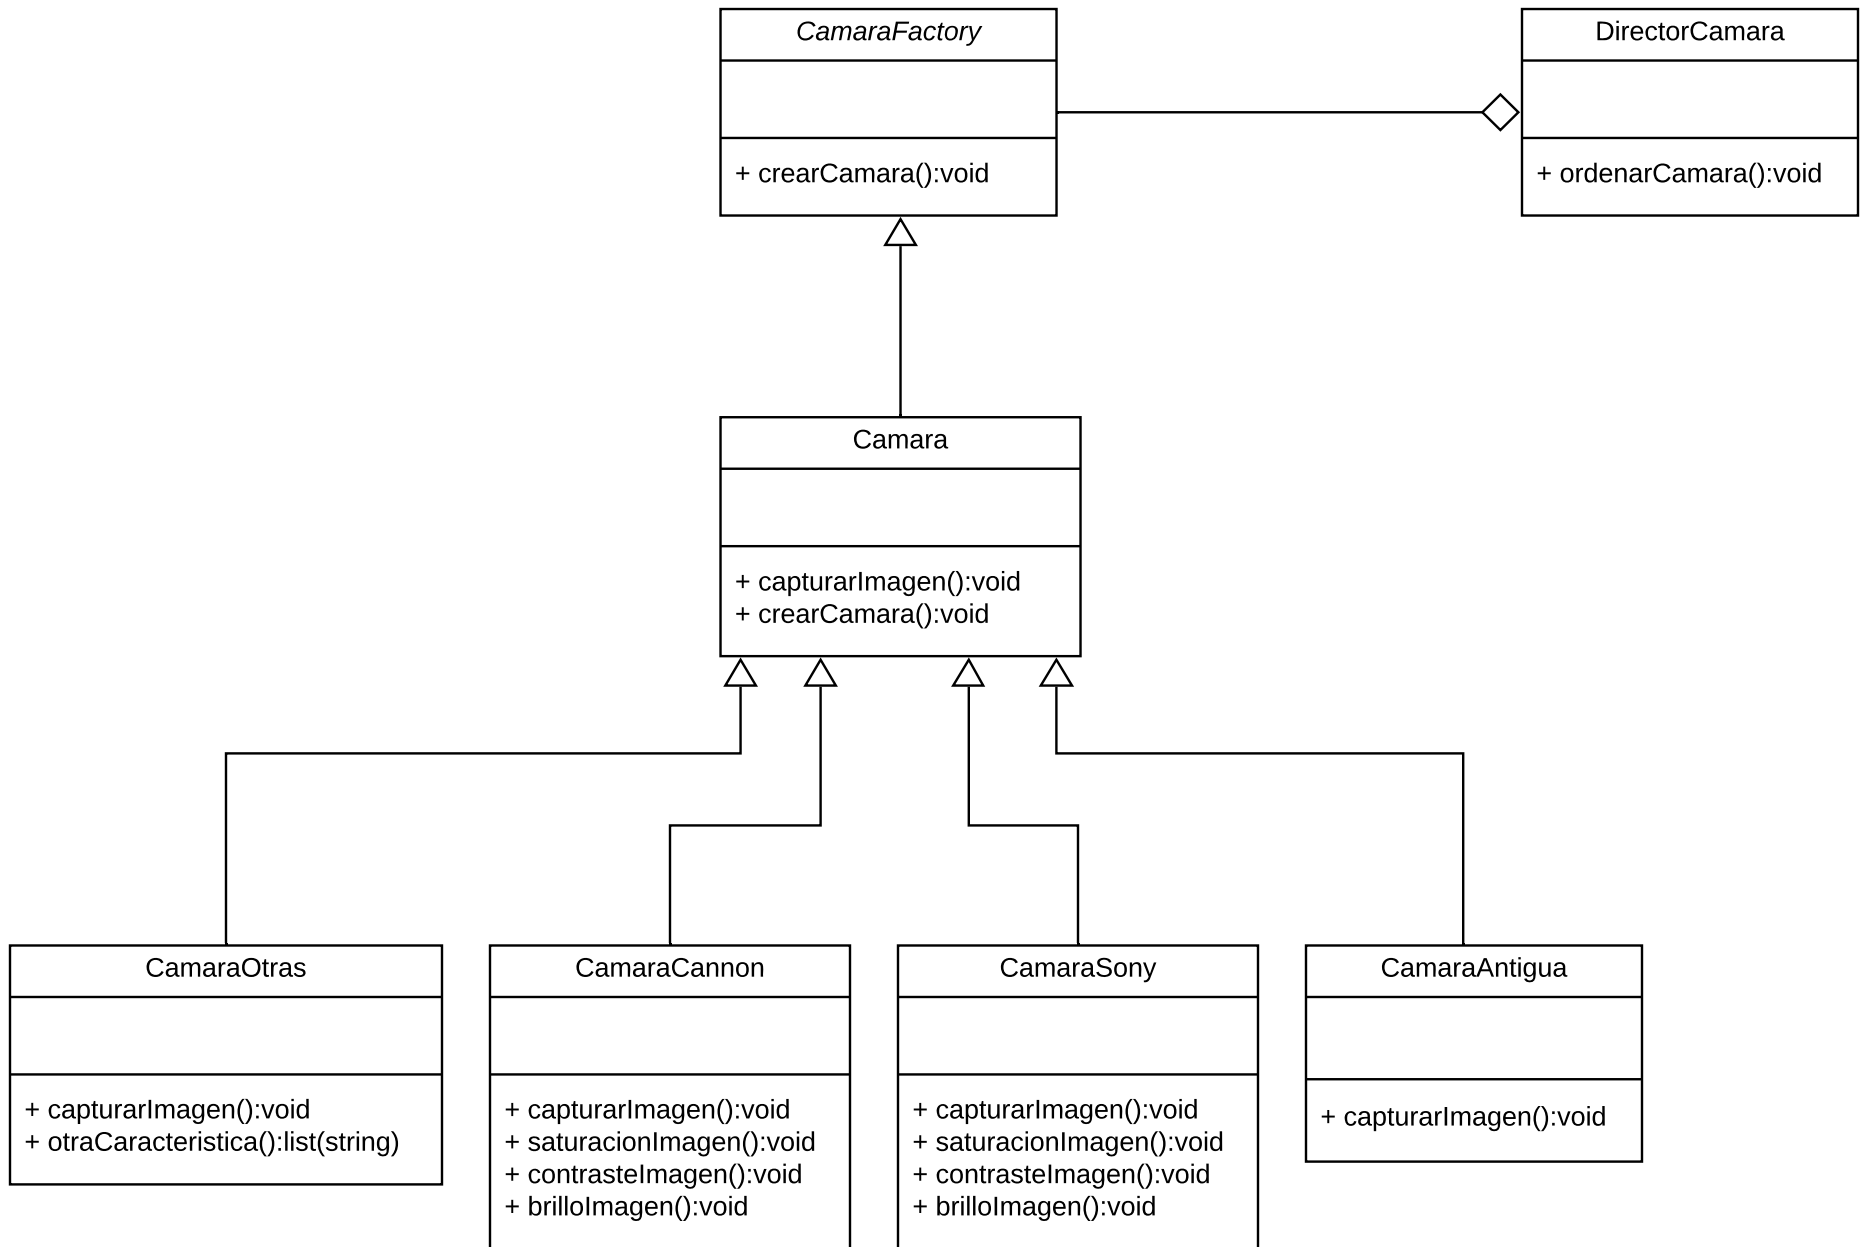 CamaraFactory
+ crearCamara():void
DirectorCamara
+ ordenarCamara():void
Camara
+ capturarImagen():void
+ crearCamara():void
CamaraOtras
+ capturarImagen():void
+ otraCaracteristica():list(string)
CamaraCannon
+ capturarImagen():void
+ saturacionImagen():void
+ contrasteImagen():void
+ brilloImagen():void
CamaraSony
+ capturarImagen():void
+ saturacionImagen():void
+ contrasteImagen():void
+ brilloImagen():void
CamaraAntigua
+ capturarImagen():void